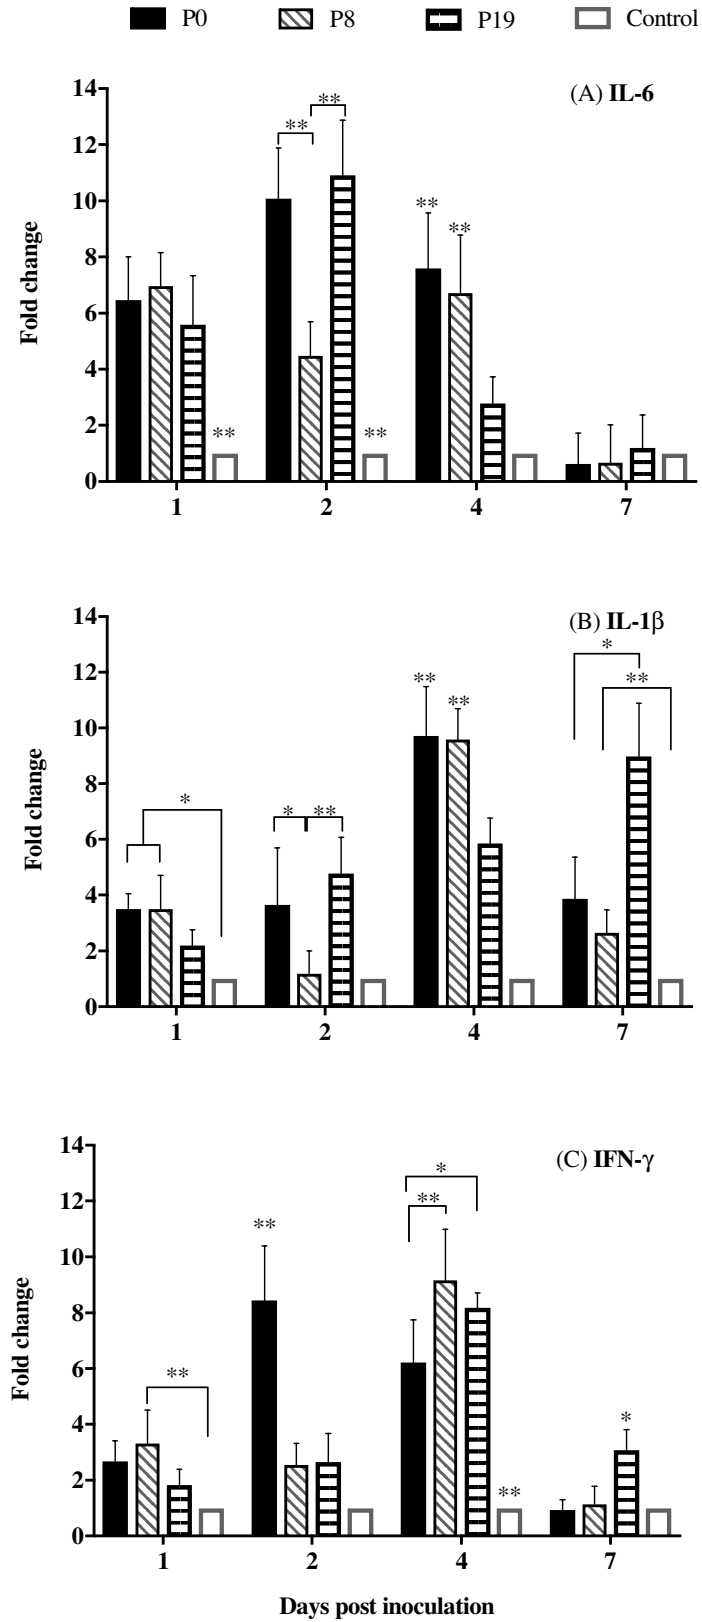 P0 P8 P19 Control
(A) IL-6
14
12
10
8
6
4
2
0
Fold change
** ** ** ** ** **
1 2 4 7
(B) IL-1β
14
12
10
8
6
4
2
0
Fold change
* * ** ** ** * **
1 2 4 7
(C) IFN-γ
14
12
10
8
6
4
2
0
Fold change
** ** ** * ** *
1 2 4 7
Days post inoculation